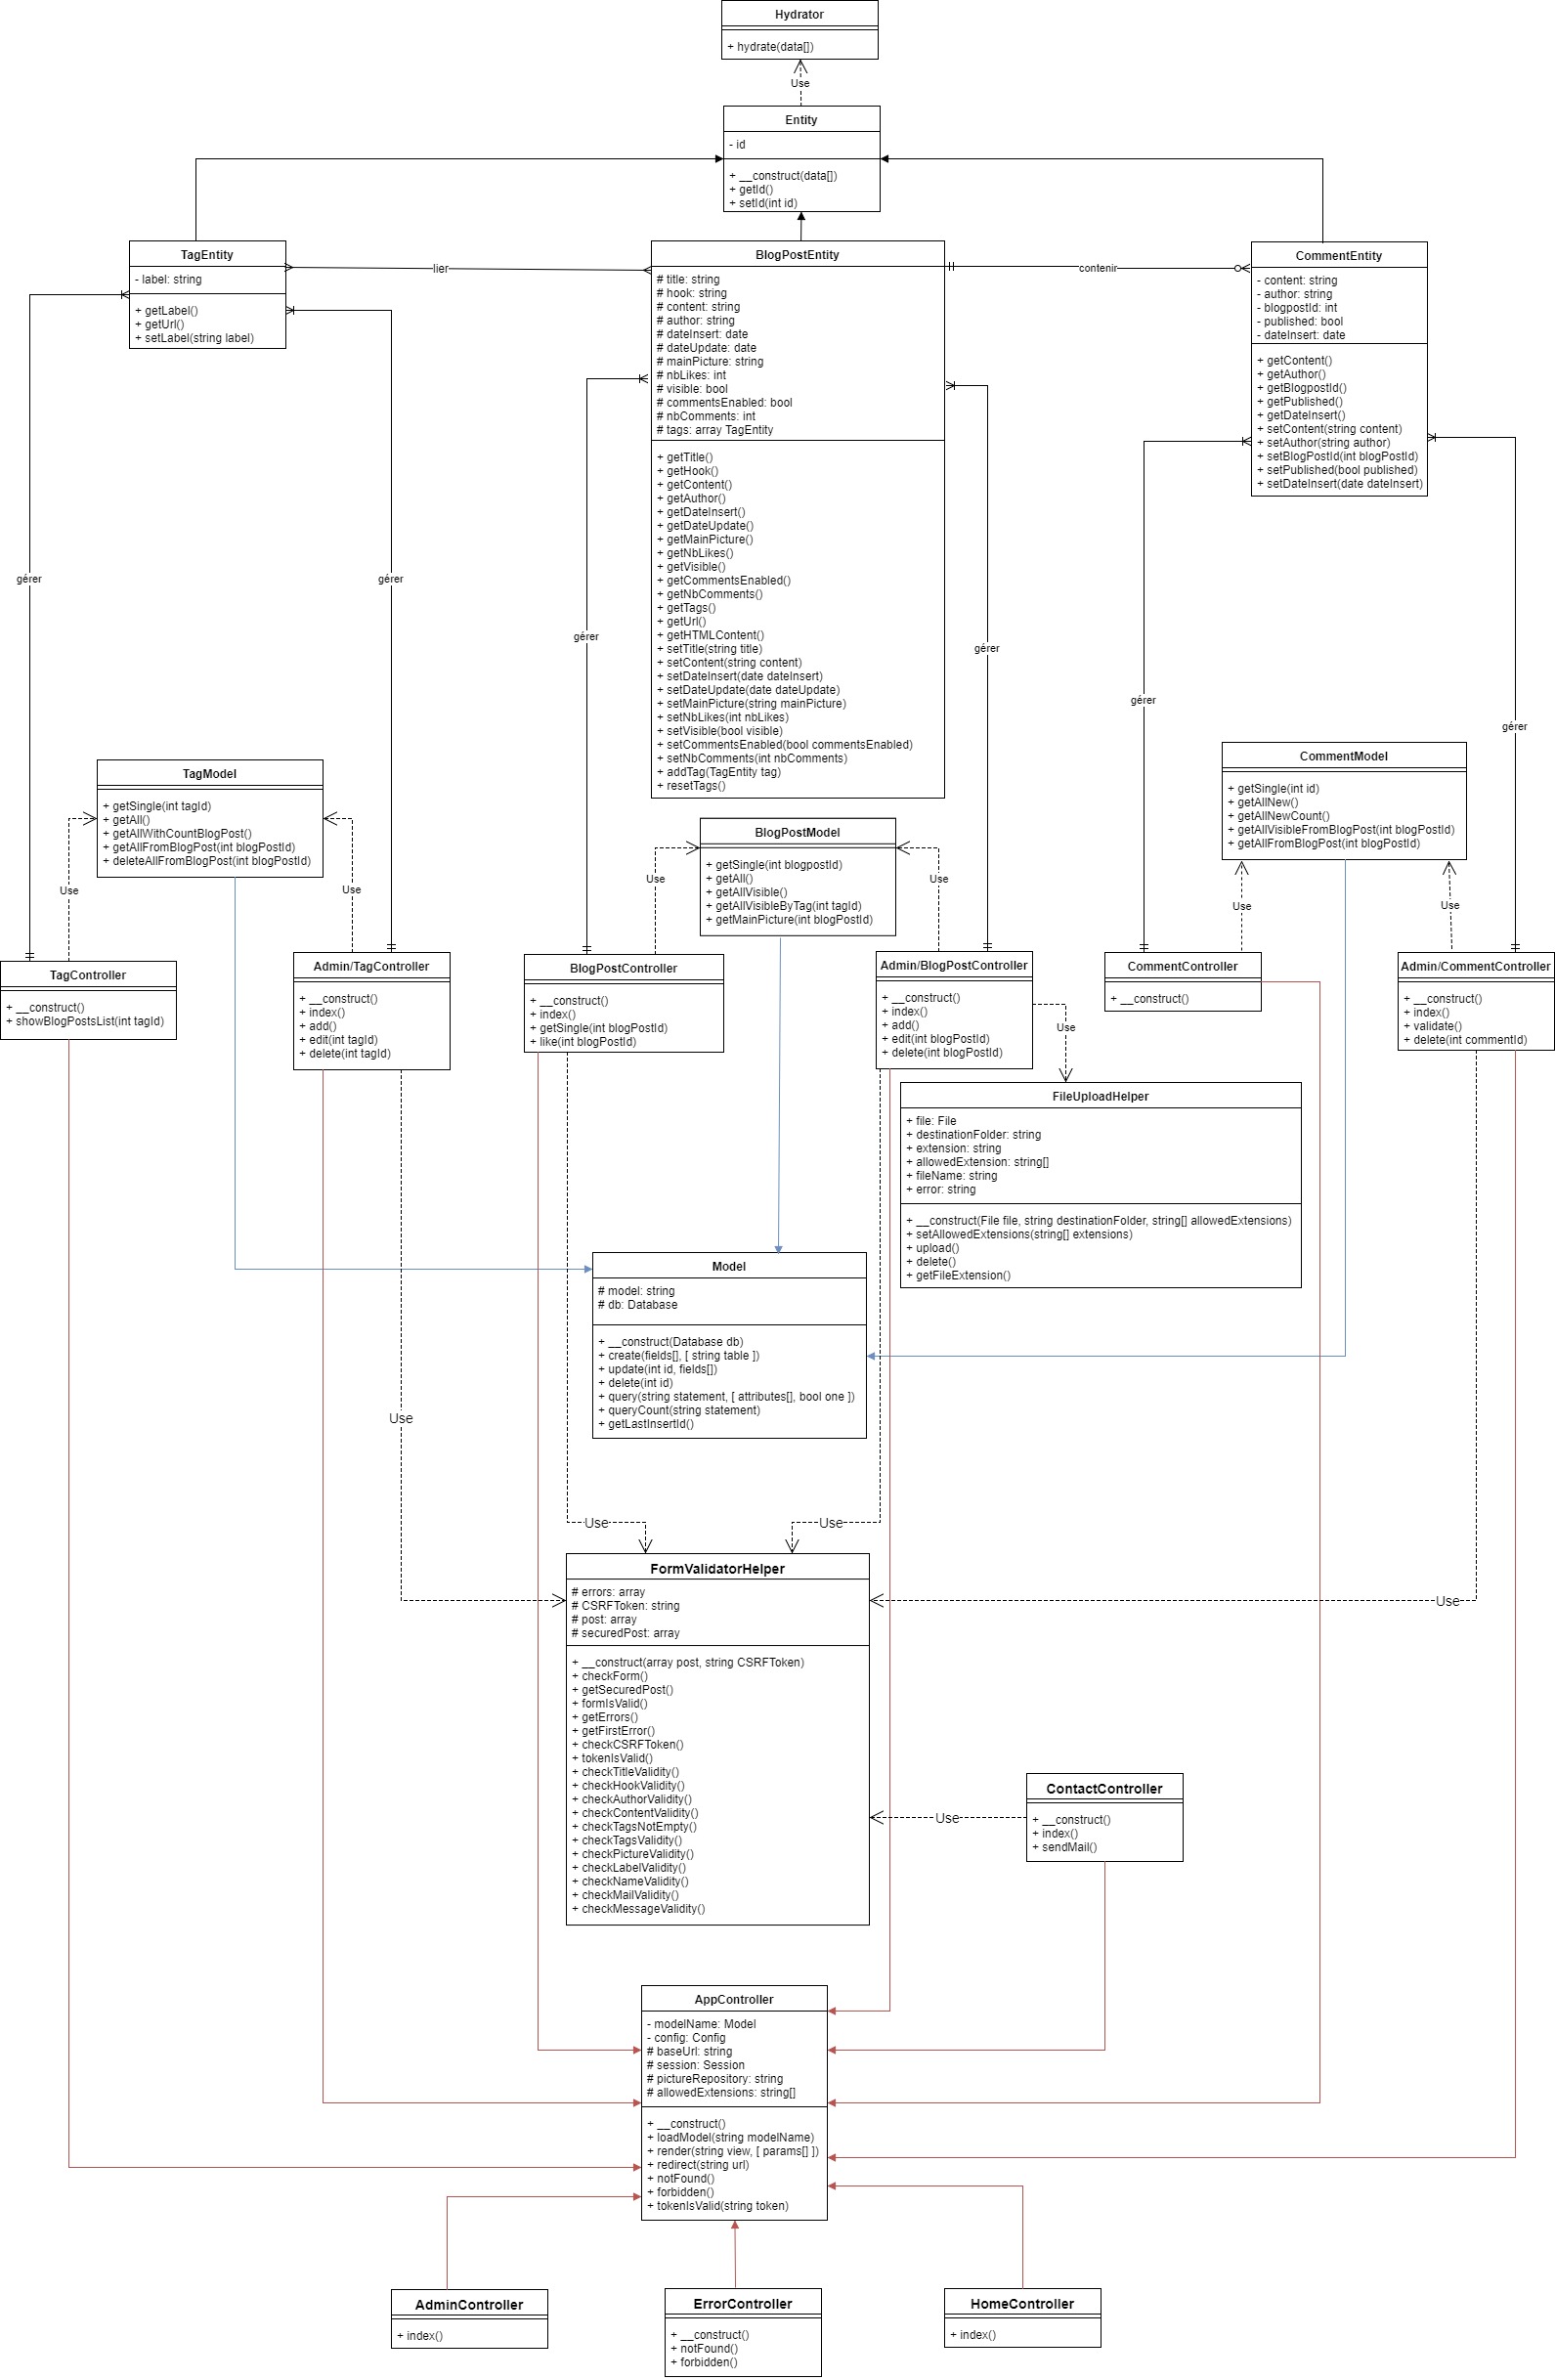 Hydrator
+ hydrate(data[])
Use
Entity
- id
+ __construct(data[])
+ getId()
+ setId(int id)
TagEntity
- label: string
+ getLabel()
+ getUrl()
+ setLabel(string label)
lier
BlogPostEntity
# title: string
# hook: string
# content: string
# author: string
# dateInsert: date
# dateUpdate: date
# mainPicture: string
# nbLikes: int
# visible: bool
# commentsEnabled: bool
# nbComments: int
# tags: array TagEntity
+ getTitle()
+ getHook()
+ getContent()
+ getAuthor()
+ getDateInsert()
+ getDateUpdate()
+ getMainPicture()
+ getNbLikes()
+ getVisible()
+ getCommentsEnabled()
+ getNbComments()
+ getTags()
+ getUrl()
+ getHTMLContent()
+ setTitle(string title)
+ setContent(string content)
+ setDateInsert(date dateInsert)
+ setDateUpdate(date dateUpdate)
+ setMainPicture(string mainPicture)
+ setNbLikes(int nbLikes)
+ setVisible(bool visible)
+ setCommentsEnabled(bool commentsEnabled)
+ setNbComments(int nbComments)
+ addTag(TagEntity tag)
+ resetTags()
contenir
CommentEntity
- content: string
- author: string
- blogpostId: int
- published: bool
- dateInsert: date
+ getContent()
+ getAuthor()
+ getBlogpostId()
+ getPublished()
+ getDateInsert()
+ setContent(string content)
+ setAuthor(string author)
+ setBlogPostId(int blogPostId)
+ setPublished(bool published)
+ setDateInsert(date dateInsert)
gérer
gérer
gérer
gérer
gérer
gérer
TagModel
+ getSingle(int tagId)
+ getAll()
+ getAllWithCountBlogPost()
+ getAllFromBlogPost(int blogPostId)
+ deleteAllFromBlogPost(int blogPostId)
Use
Use
BlogPostModel
+ getSingle(int blogpostId)
+ getAll()
+ getAllVisible()
+ getAllVisibleByTag(int tagId)
+ getMainPicture(int blogPostId)
Use
Use
CommentModel
+ getSingle(int id)
+ getAllNew()
+ getAllNewCount()
+ getAllVisibleFromBlogPost(int blogPostId)
+ getAllFromBlogPost(int blogPostId)
Use
Use
TagController
+ __construct()
+ showBlogPostsList(int tagId)
Admin/TagController
+ __construct()
+ index()
+ add()
+ edit(int tagId)
+ delete(int tagId)
BlogPostController
+ __construct()
+ index()
+ getSingle(int blogPostId)
+ like(int blogPostId)
Admin/BlogPostController
+ __construct()
+ index()
+ add()
+ edit(int blogPostId)
+ delete(int blogPostId)
Use
CommentController
+ __construct()
Admin/CommentController
+ __construct()
+ index()
+ validate()
+ delete(int commentId)
FileUploadHelper
+ file: File
+ destinationFolder: string
+ extension: string
+ allowedExtension: string[]
+ fileName: string
+ error: string
+ __construct(File file, string destinationFolder, string[] allowedExtensions)
+ setAllowedExtensions(string[] extensions)
+ upload()
+ delete()
+ getFileExtension()
Model
# model: string
# db: Database
+ __construct(Database db)
+ create(fields[], [ string table ])
+ update(int id, fields[])
+ delete(int id)
+ query(string statement, [ attributes[], bool one ])
+ queryCount(string statement)
+ getLastInsertId()
Use
Use
Use
Use
FormValidatorHelper
# errors: array
# CSRFToken: string
# post: array
# securedPost: array
+ __construct(array post, string CSRFToken)
+ checkForm()
+ getSecuredPost()
+ formIsValid()
+ getErrors()
+ getFirstError()
+ checkCSRFToken()
+ tokenIsValid()
+ checkTitleValidity()
+ checkHookValidity()
+ checkAuthorValidity()
+ checkContentValidity()
+ checkTagsNotEmpty()
+ checkTagsValidity()
+ checkPictureValidity()
+ checkLabelValidity()
+ checkNameValidity()
+ checkMailValidity()
+ checkMessageValidity()
Use
ContactController
+ __construct()
+ index()
+ sendMail()
AppController
- modelName: Model
- config: Config
# baseUrl: string
# session: Session
# pictureRepository: string
# allowedExtensions: string[]
+ __construct()
+ loadModel(string modelName)
+ render(string view, [ params[] ])
+ redirect(string url)
+ notFound()
+ forbidden()
+ tokenIsValid(string token)
AdminController
+ index()
ErrorController
+ __construct()
+ notFound()
+ forbidden()
HomeController
+ index()